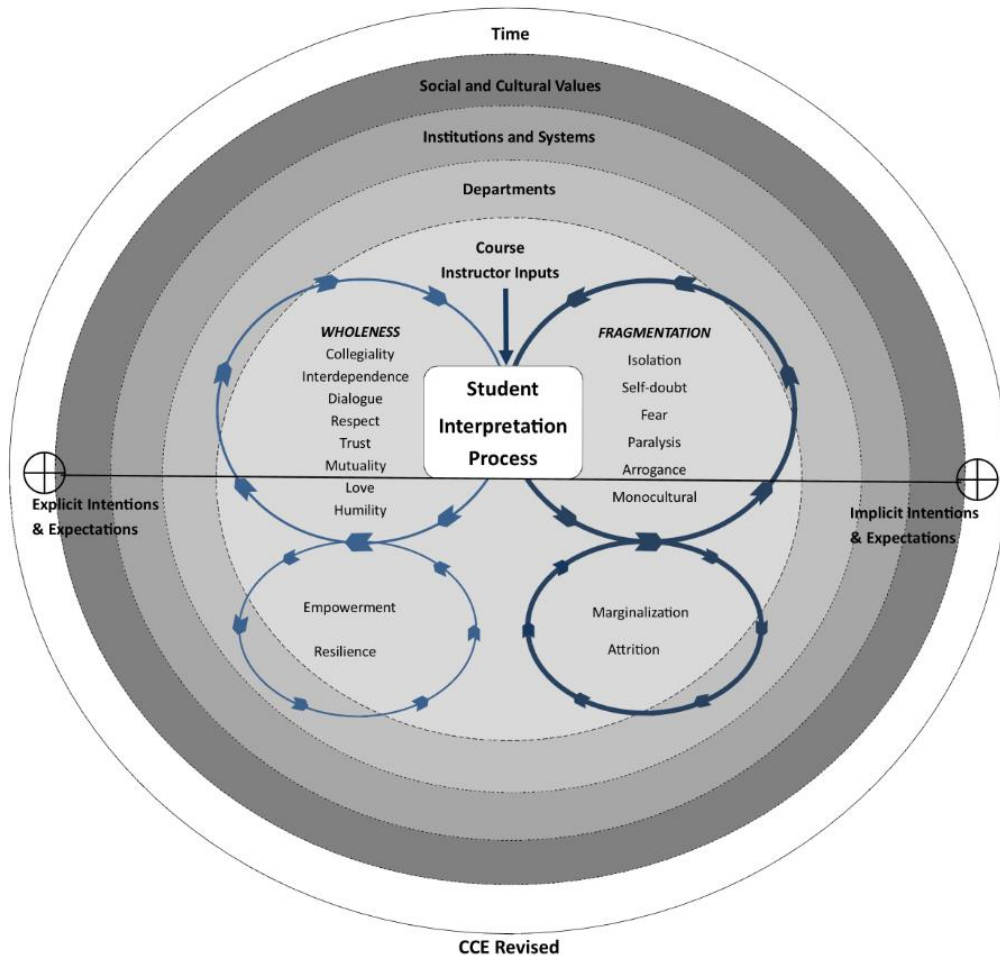 Time
Social and Cultural Values
Institutions and Systems
Departments
Course
Instructor Inputs
WHOLENESS
Collegiality
Interdependence
Dialogue
Respect
Trust
Mutuality
Love
Humility
Student
Interpretation
Process
FRAGMENTATION
Isolation
Self-doubt
Fear
Paralysis
Arrogance
Monocultural
Explicit Intentions
& Expectations
Implicit Intentions
& Expectations
Empowerment
Resilience
Marginalization
Attrition
CCE Revised